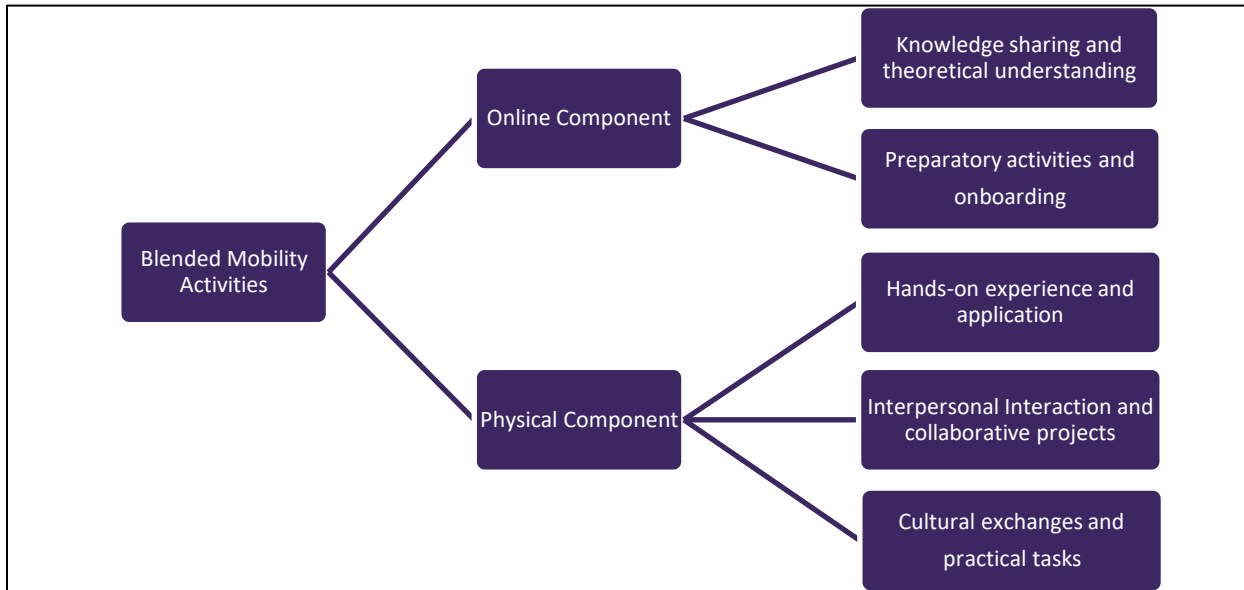 Knowledge sharing and
theoretical understanding
Online Component
Preparatory activities and
onboarding
Blended Mobility
Activities
Hands-on experience and
application
Physical Component
Interpersonal Interaction and
collaborative projects
Cultural exchanges and
practical tasks